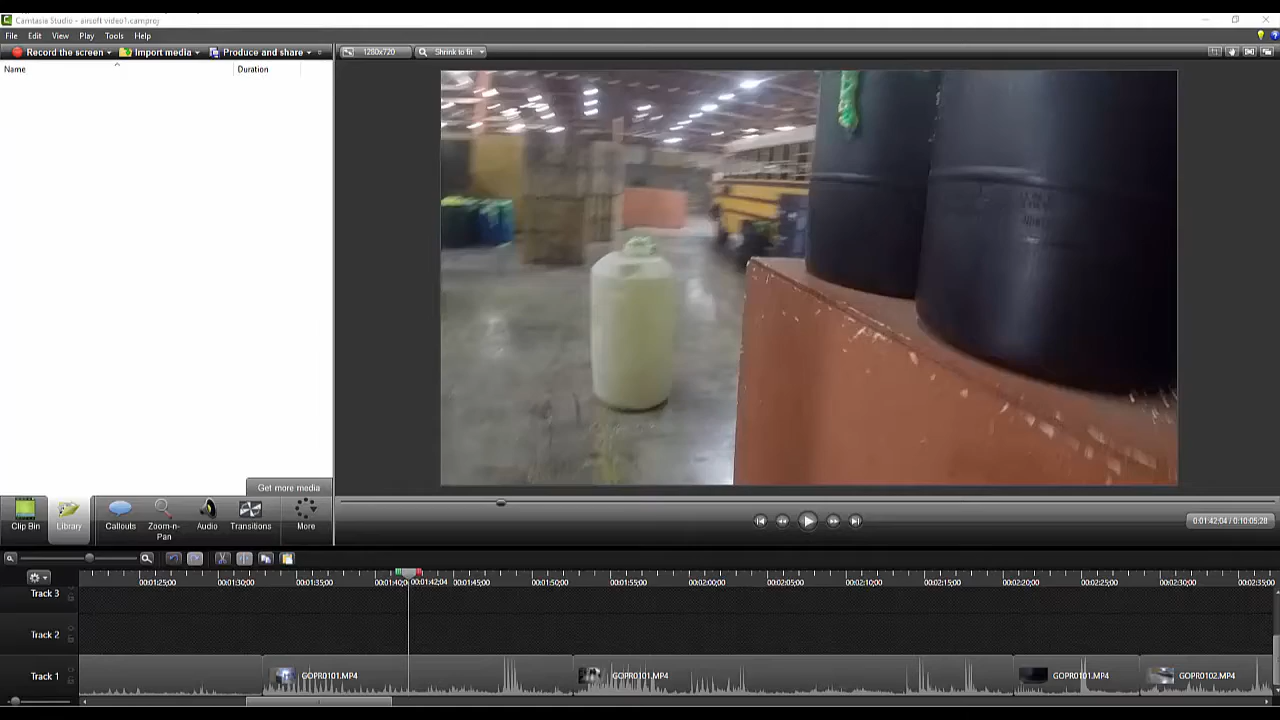 Camtasia Studio - airsoft video1.camproj
File Edit View Play Tools Help
Record the screen Import media Produce and share 1280x720 Shrink to fit
Name Duration
Get more media
Clip Bin Library Callouts Zoom-n-Pan Audio Transitions More
0:01:42:04 / 0:10:05:28
00:01:25;00 00:01:30;00 00:01:35;00 00:01:40;0 00:01:42;04 00:01:45;00 00:01:50;00 00:01:55;00 00:02:00;00 00:02:05;00 00:02:10;00 00:02:15;00 00:02:20;00 00:02:25;00 00:02:30;00 00:02:35;00
Track 3
Track 2
Track 1 GOPR0101.MP4 GOPR0101.MP4 GOPR0101.MP4 GOPR0102.MP4